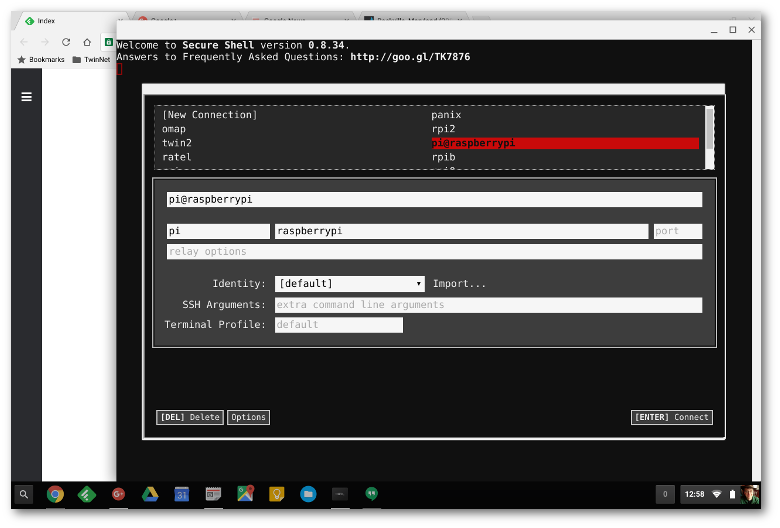 Index
Welcome to Secure Shell version 0.8.34.
Answers to Frequently Asked Questions: http://goo.gl/TK7876
Bookmarks
TwinNet
[New Connection]
panix
omap
rpi2
twin2
pi@raspberrypi
ratel
rpib
pi@raspberrypi
pi
raspberrypi
port
relay options
Identity:
[default]
Import...
SSH Arguments:
extra command line arguments
Terminal Profile:
default
[DEL] Delete
Options
[ENTER] Connect
31
0
12:58